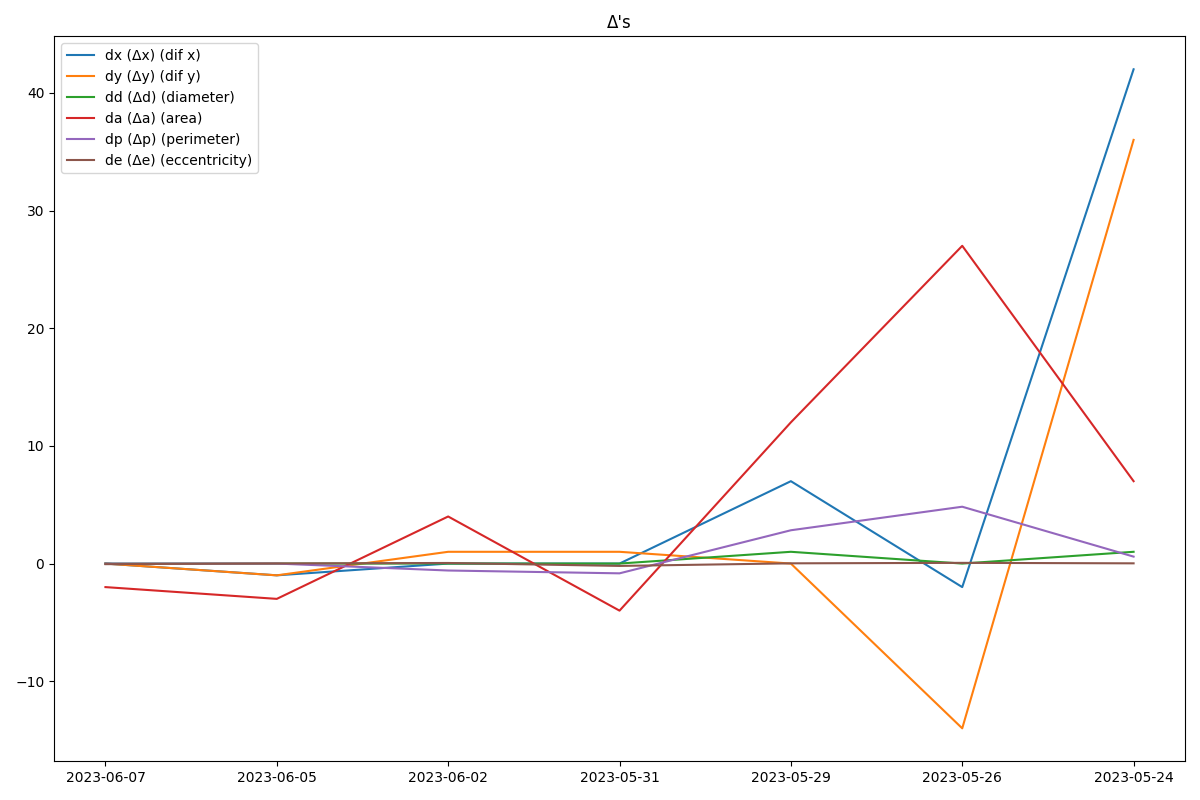 Δ's
dx (Δx) (dif x)
dy (Δy) (dif y)
dd (Δd) (diameter)
da (Δa) (area)
dp (Δp) (perimeter)
de (Δe) (eccentricity)
40
30
20
10
0
−10
2023-06-07 2023-06-05 2023-06-02 2023-05-31 2023-05-29 2023-05-26 2023-05-24